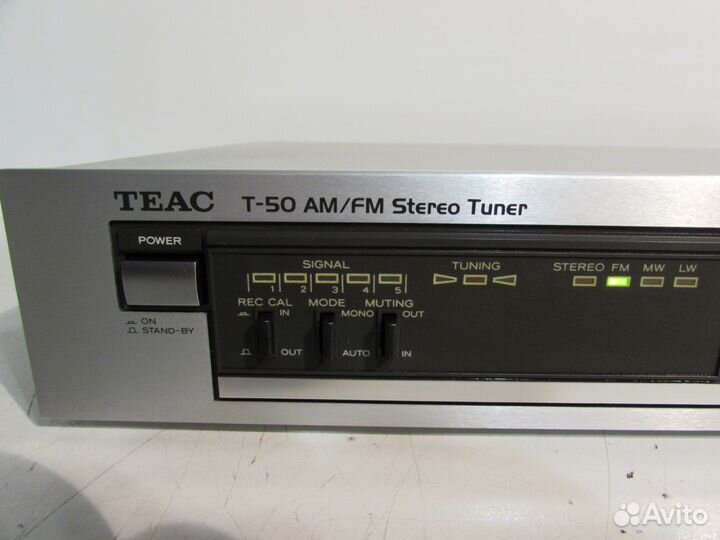 TEAC T-50 AM/FM Stereo Tuner
POWER
ON
STAND-BY
SIGNAL
1 2 3 4 5
TUNING
STEREO FM MW LW
REC CAL MODE MUTING
IN MONO OUT
OUT AUTO IN
Avito